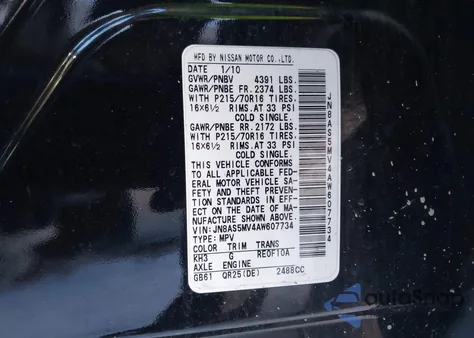 MFD BY NISSAN MOTOR CO.,LTD.
DATE 1/10
GVWR/PNBV 4391 LBS.
GAWR/PNBE FR. 2374 LBS.
WITH P215/70R16 TIRES.
16X6½ RIMS.AT 33 PSI
COLD SINGLE.
GAWR/PNBE RR. 2172 LBS.
WITH P215/70R16 TIRES.
16X6½ RIMS.AT 33 PSI
COLD SINGLE.
THIS VEHICLE CONFORMS
TO ALL APPLICABLE FED-
ERAL MOTOR VEHICLE SA-
FETY AND THEFT PREVEN-
TION STANDARDS IN EFF-
ECT ON THE DATE OF MA-
NUFACTURE SHOWN ABOVE.
VIN:JN8AS5MV4AW607734
TYPE:MPV
COLOR TRIM TRANS
KH3 G RE0F10A
AXLE ENGINE
GB61 QR25(DE) 2488CC
JN8AS5MV4AW607734
autoSnap